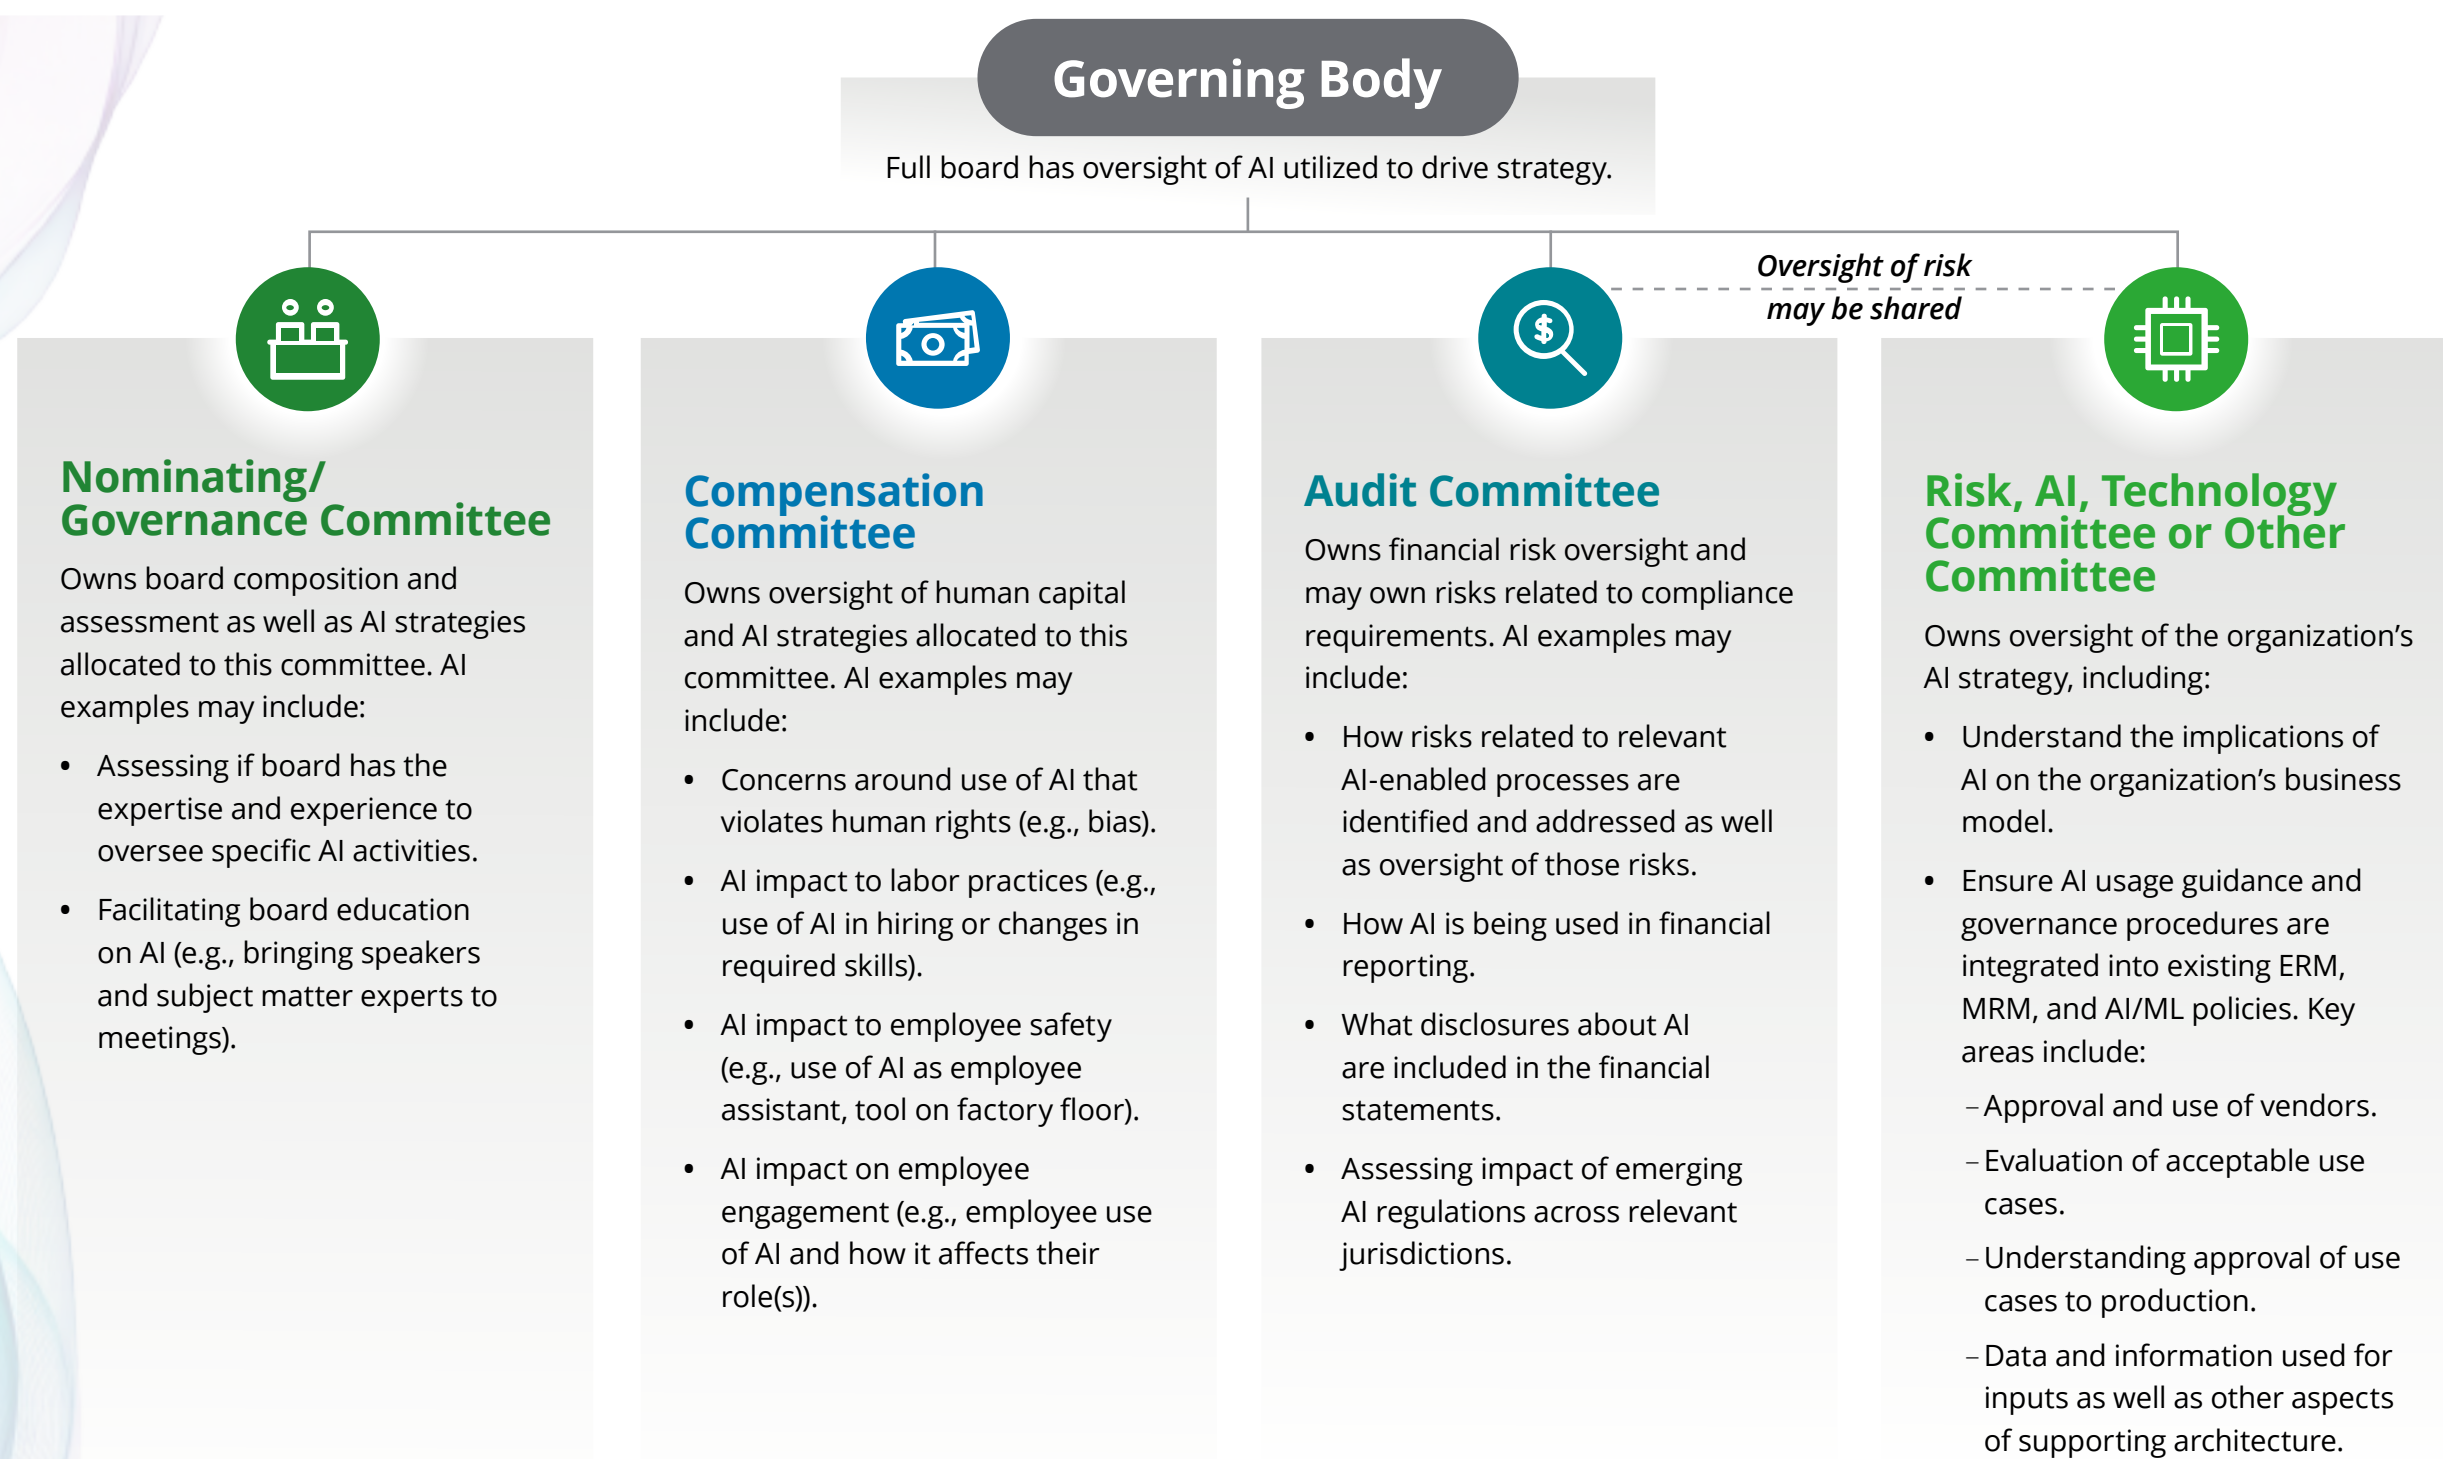 Governing Body
Full board has oversight of AI utilized to drive strategy.
Oversight of risk
may be shared
Nominating/
Governance Committee
Owns board composition and
assessment as well as AI strategies
allocated to this committee. AI
examples may include:
• Assessing if board has the
expertise and experience to
oversee specific AI activities.
• Facilitating board education
on AI (e.g., bringing speakers
and subject matter experts to
meetings).
Compensation
Committee
Owns oversight of human capital
and AI strategies allocated to this
committee. AI examples may
include:
• Concerns around use of AI that
violates human rights (e.g., bias).
• AI impact to labor practices (e.g.,
use of AI in hiring or changes in
required skills).
• AI impact to employee safety
(e.g., use of AI as employee
assistant, tool on factory floor).
• AI impact on employee
engagement (e.g., employee use
of AI and how it affects their
role(s)).
$
Audit Committee
Owns financial risk oversight and
may own risks related to compliance
requirements. AI examples may
include:
• How risks related to relevant
AI-enabled processes are
identified and addressed as well
as oversight of those risks.
• How AI is being used in financial
reporting.
• What disclosures about AI
are included in the financial
statements.
• Assessing impact of emerging
AI regulations across relevant
jurisdictions.
Risk, AI, Technology
Committee or Other
Committee
Owns oversight of the organization’s
AI strategy, including:
• Understand the implications of
AI on the organization’s business
model.
• Ensure AI usage guidance and
governance procedures are
integrated into existing ERM,
MRM, and AI/ML policies. Key
areas include:
– Approval and use of vendors.
– Evaluation of acceptable use
cases.
– Understanding approval of use
cases to production.
– Data and information used for
inputs as well as other aspects
of supporting architecture.